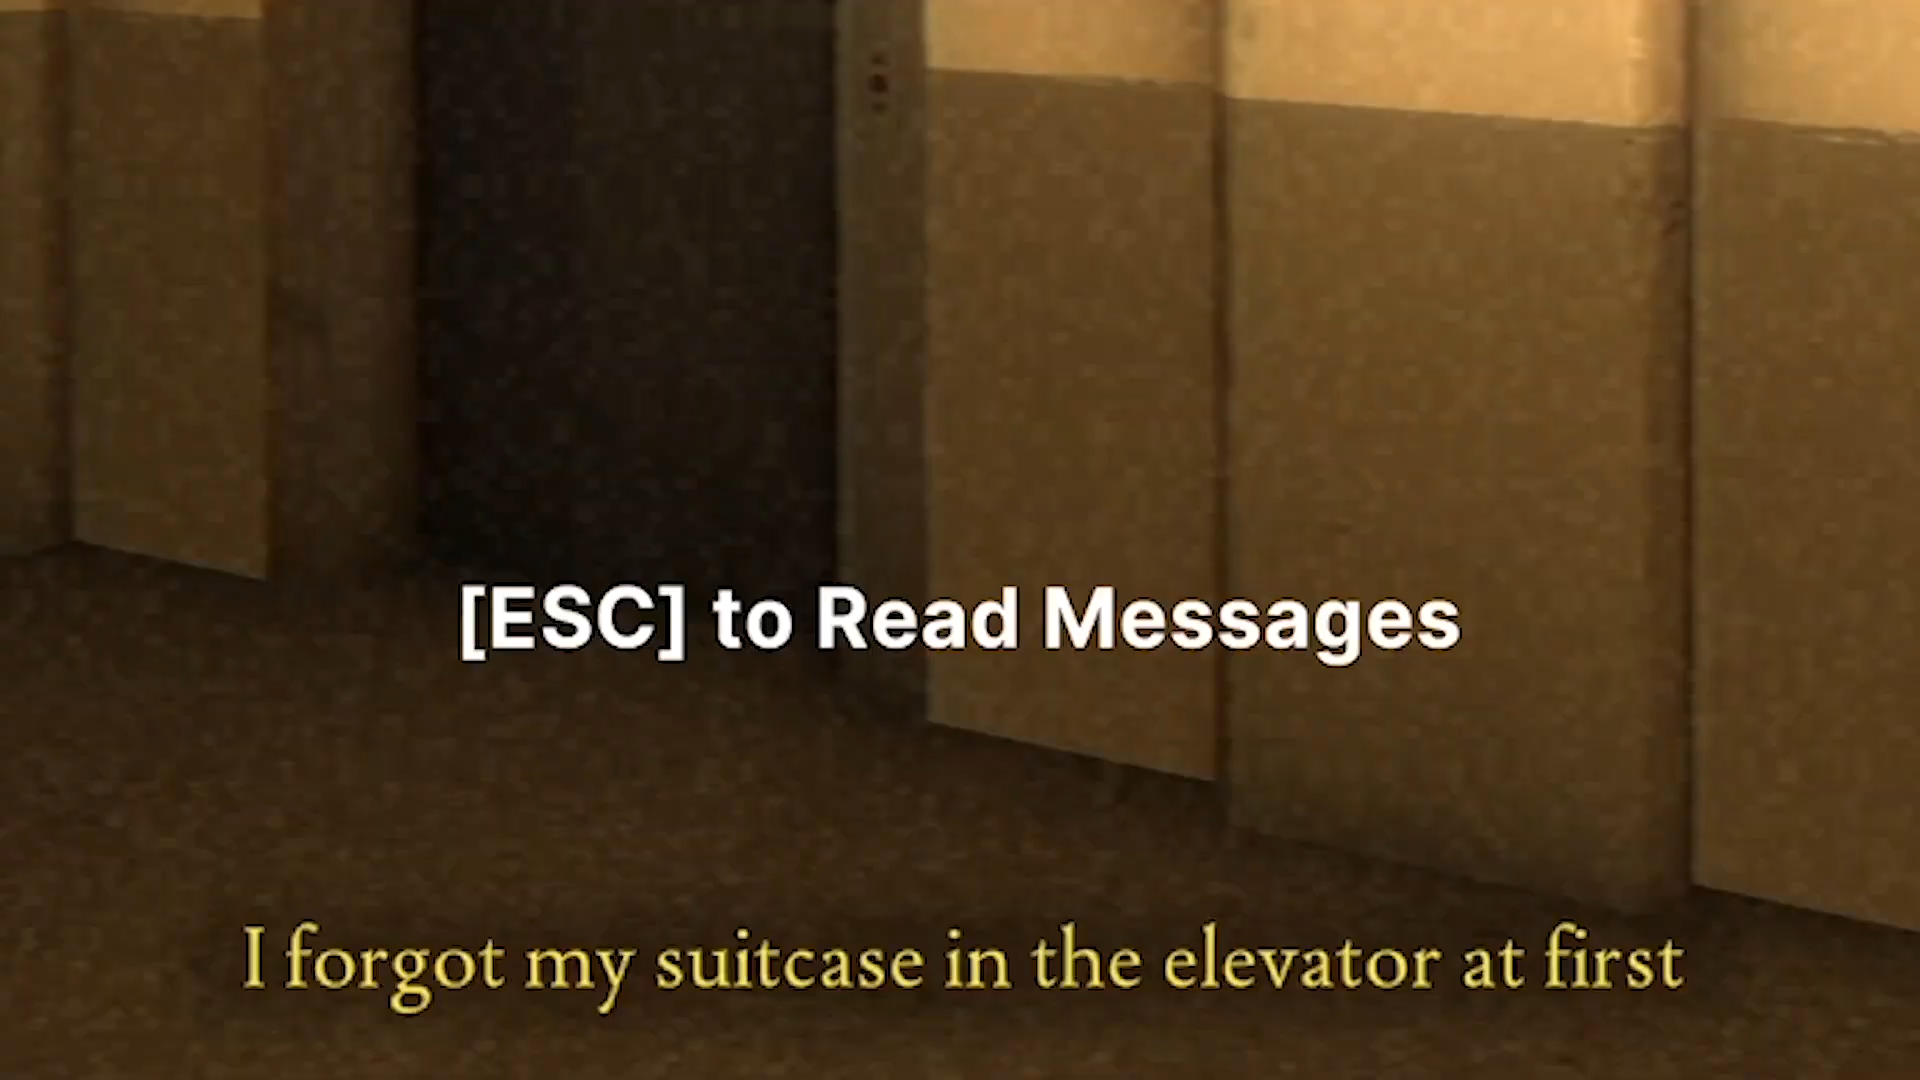 [ESC] to Read Messages
I forgot my suitcase in the elevator at first